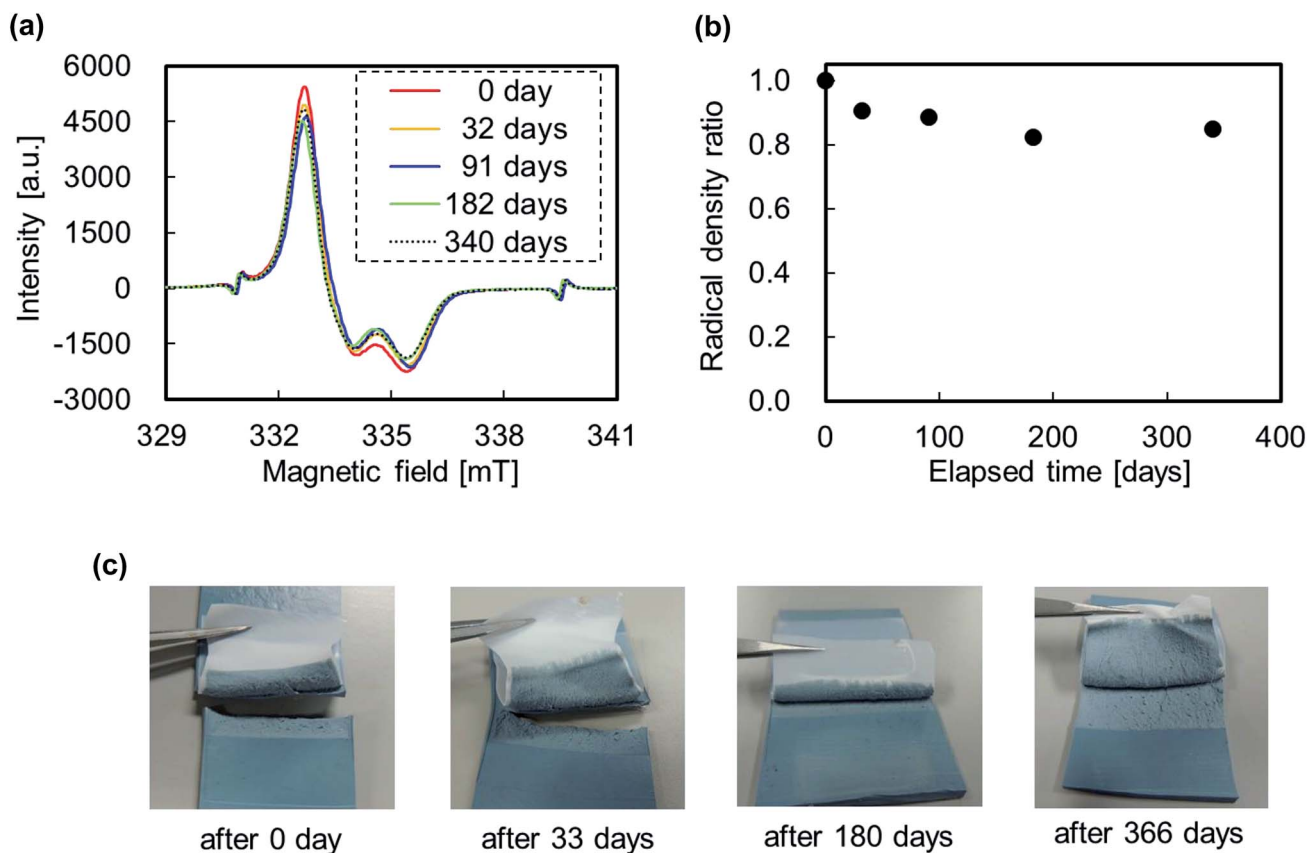 (a)
6000
4500
3000
1500
0
-1500
-3000
Intensity [a.u.]
0 day
32 days
91 days
182 days
340 days
329
332
335
338
341
Magnetic field [mT]
(b)
1.0
0.8
0.6
0.4
0.2
0.0
Radical density ratio
0
100
200
300
400
Elapsed time [days]
(c)
after 0 day
after 33 days
after 180 days
after 366 days